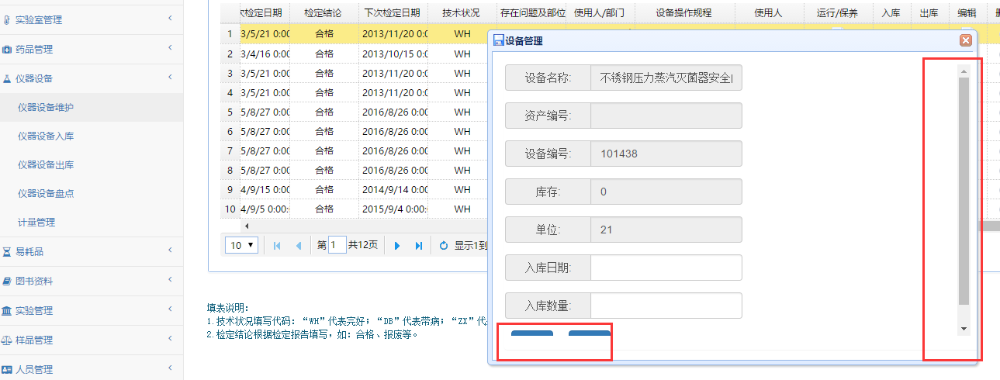 实验室管理
药品管理
仪器设备
仪器设备维护
仪器设备入库
仪器设备出库
仪器设备盘点
计量管理
易耗品
图书资料
实验管理
样品管理
人员管理
检定日期 检定结论 下次检定日期 技术状况 存在问题及部位 使用人/部门 设备操作规程 使用人 运行/保养 入库 出库 编辑
1 3/5/21 0:00 合格 2013/11/20 0:0 WH
2 3/4/16 0:00 合格 2013/10/15 0:0 WH
3 3/5/21 0:00 合格 2013/11/20 0:0 WH
4 3/5/21 0:00 合格 2013/11/20 0:0 WH
5 5/8/27 0:00 合格 2016/8/26 0:00 WH
6 5/8/27 0:00 合格 2016/8/26 0:00 WH
7 5/8/27 0:00 合格 2016/8/26 0:00 WH
8 5/8/27 0:00 合格 2016/8/26 0:00 WH
9 4/9/15 0:00 合格 2014/9/14 0:00 WH
10 4/9/5 0:00: 合格 2015/9/4 0:00: WH
10 第 1 共12页 显示1到
填表说明：
1.技术状况填写代码：“WH”代表完好；“DB”代表带病；“ZX”代
2.检定结论根据检定报告填写，如：合格、报废等。
设备管理
设备名称: 不锈钢压力蒸汽灭菌器安全
资产编号:
设备编号: 101438
库存: 0
单位: 21
入库日期:
入库数量: